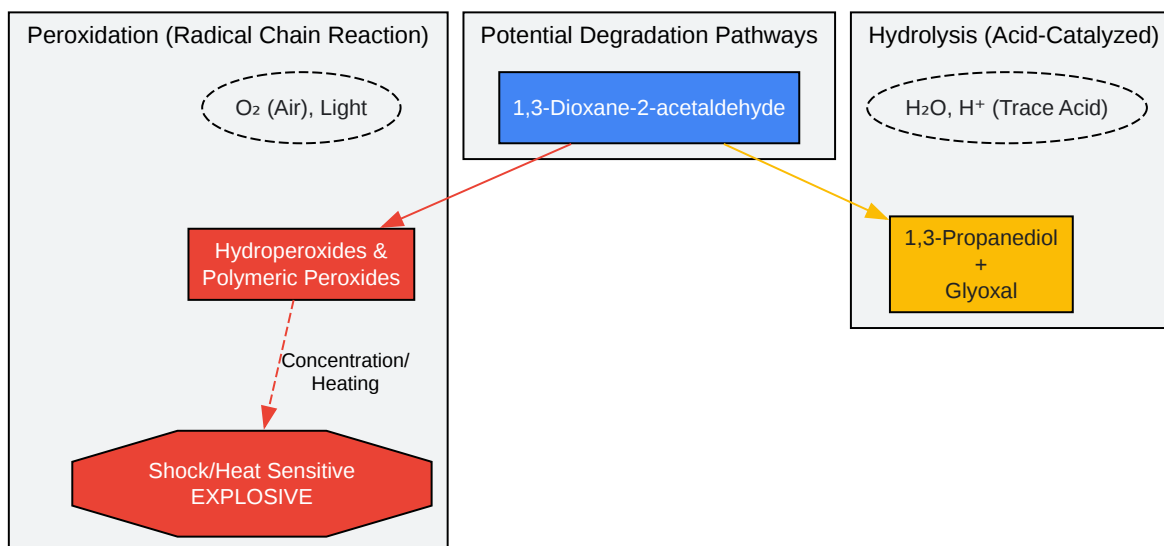 Peroxidation (Radical Chain Reaction)
O₂ (Air), Light
Hydroperoxides &
Polymeric Peroxides
Concentration/
Heating
Shock/Heat Sensitive
EXPLOSIVE
Potential Degradation Pathways
1,3-Dioxane-2-acetaldehyde
Hydrolysis (Acid-Catalyzed)
H₂O, H⁺ (Trace Acid)
1,3-Propanediol
+
Glyoxal